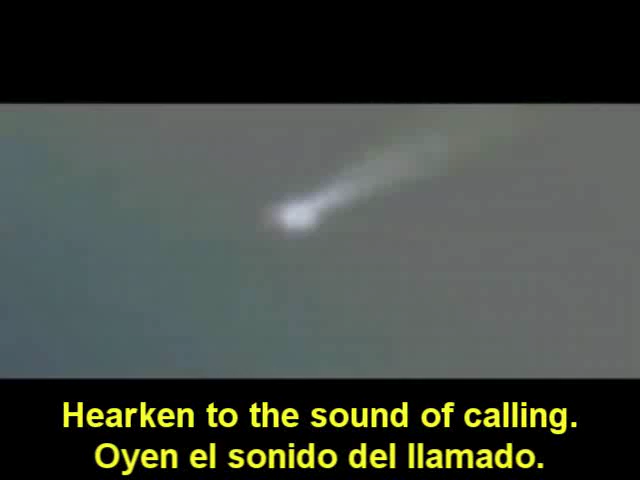 Hearken to the sound of calling.
Oyen el sonido del llamado.